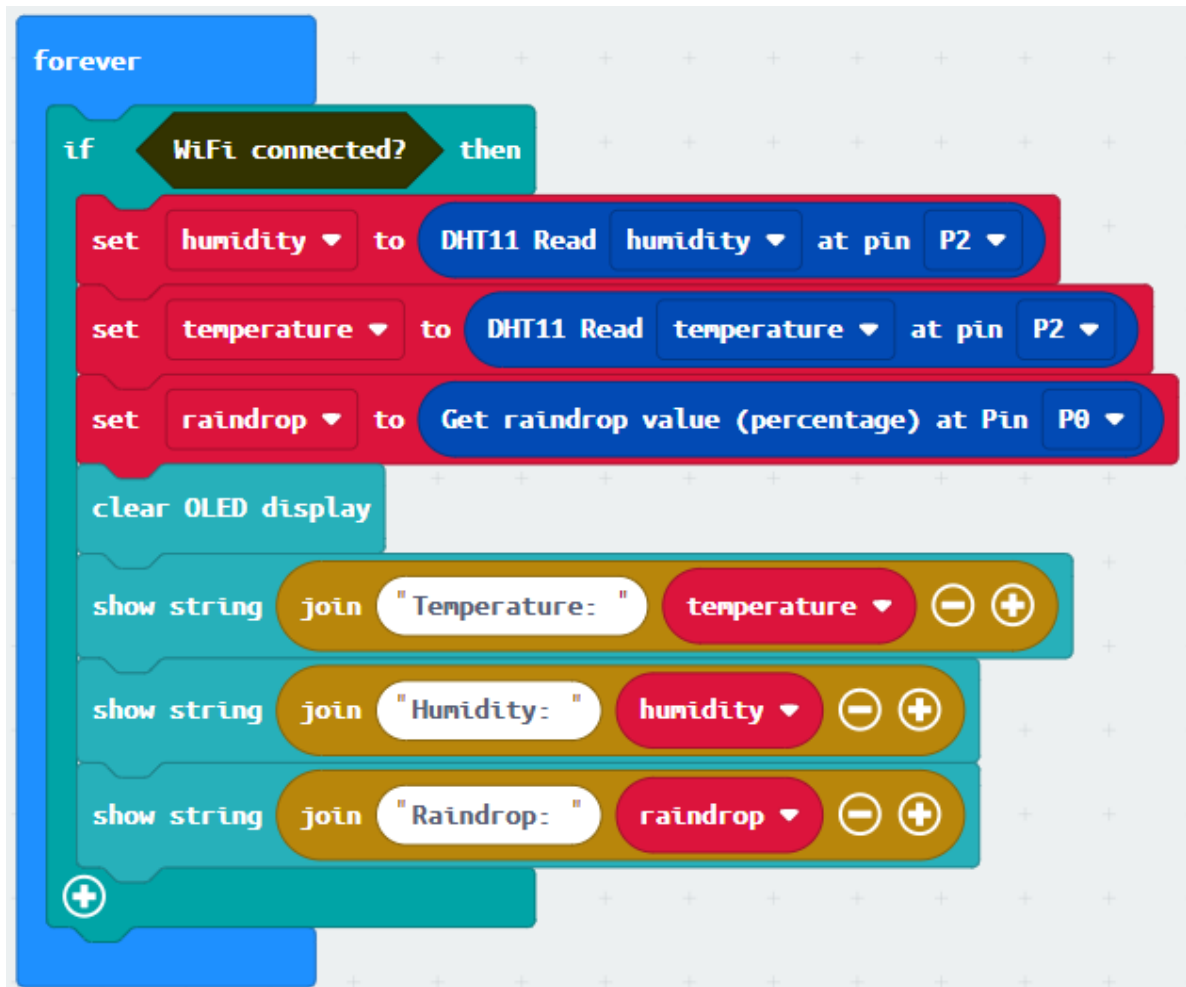 forever
if WiFi connected? then
set humidity to DHT11 Read humidity at pin P2
set temperature to DHT11 Read temperature at pin P2
set raindrop to Get raindrop value (percentage) at Pin P0
clear OLED display
show string join "Temperature: " temperature
show string join "Humidity: " humidity
show string join "Raindrop: " raindrop